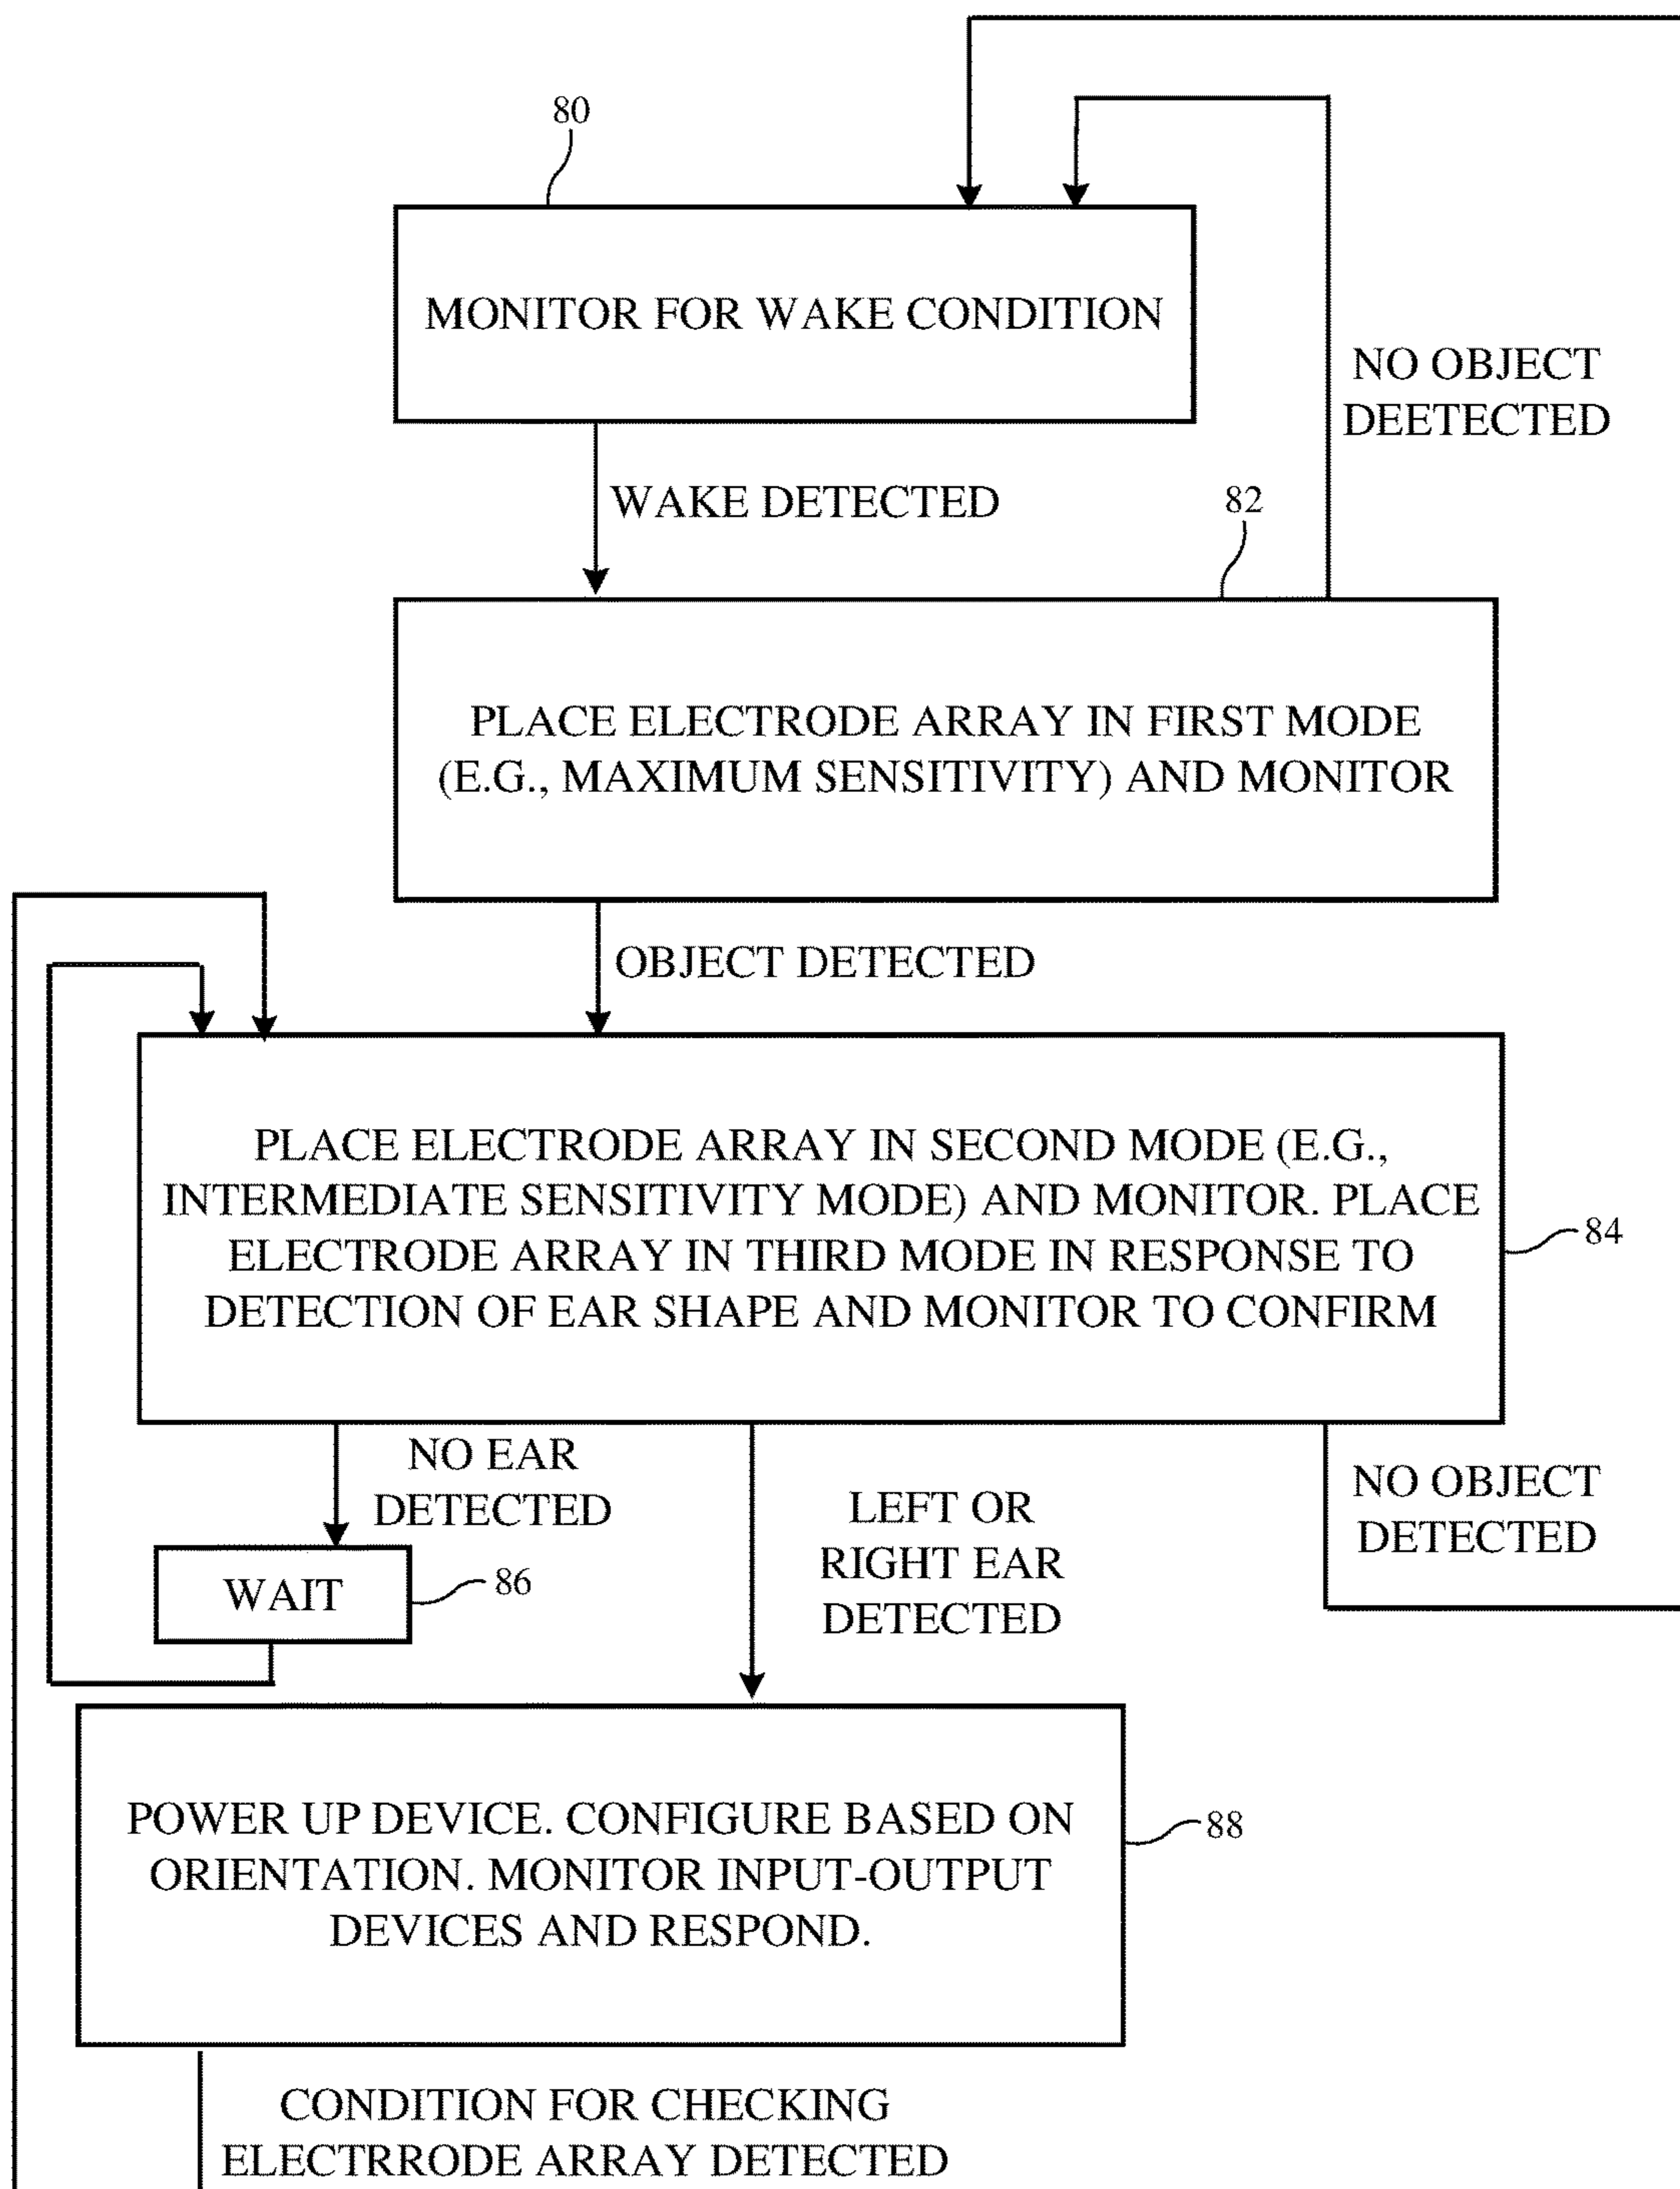 80
MONITOR FOR WAKE CONDITION
NO OBJECT
DEETECTED
WAKE DETECTED
82
PLACE ELECTRODE ARRAY IN FIRST MODE
(E.G., MAXIMUM SENSITIVITY) AND MONITOR
OBJECT DETECTED
PLACE ELECTRODE ARRAY IN SECOND MODE (E.G.,
INTERMEDIATE SENSITIVITY MODE) AND MONITOR. PLACE
ELECTRODE ARRAY IN THIRD MODE IN RESPONSE TO
DETECTION OF EAR SHAPE AND MONITOR TO CONFIRM
84
NO EAR
DETECTED
LEFT OR
RIGHT EAR
DETECTED
NO OBJECT
DETECTED
WAIT
86
POWER UP DEVICE. CONFIGURE BASED ON
ORIENTATION. MONITOR INPUT-OUTPUT
DEVICES AND RESPOND.
88
CONDITION FOR CHECKING
ELECTRRODE ARRAY DETECTED